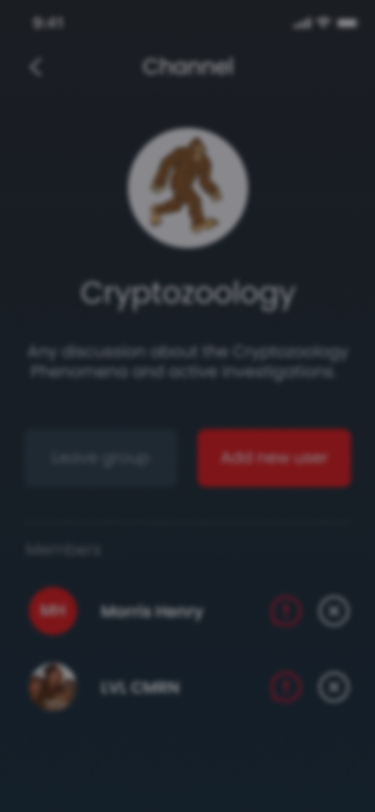 9:41
Channel
Cryptozoology
Any discussion about the Cryptozoology
Phenomena and active investigations.
Leave group
Add new user
Members
MH
Morris Henry
LVL CMRN